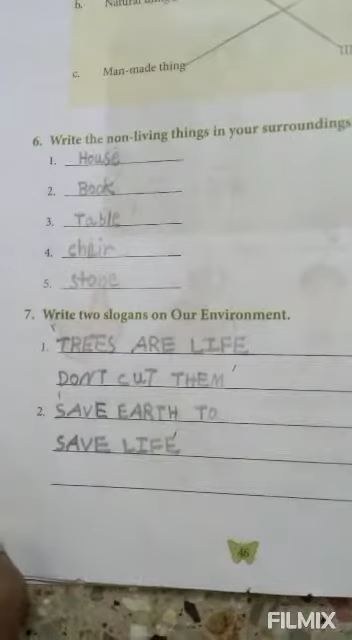 b. Natural
III
c. Man-made thing
6. Write the non-living things in your surroundings
1. House
2. Book
3. Table
4. chair
5. stone
7. Write two slogans on Our Environment.
1. 'TREES ARE LIFE
DON'T CUT THEM'
2. 'SAVE EARTH TO
SAVE LIFE'
46
FILMIX